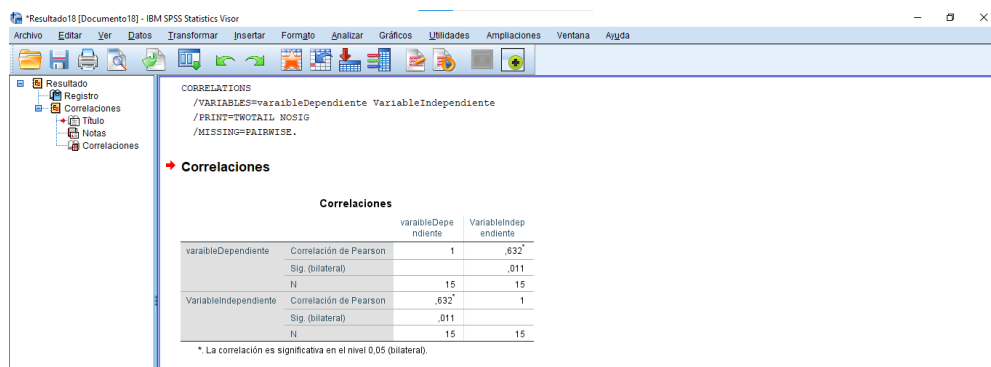 *Resultado18 [Documento18] - IBM SPSS Statistics Visor
Archivo Editar Ver Datos Transformar Insertar Formato Analizar Gráficos Utilidades Ampliaciones Ventana Ayuda
Resultado
Registro
Correlaciones
Título
Notas
Correlaciones
CORRELATIONS
/VARIABLES=varaibleDependiente VariableIndependiente
/PRINT=TWOTAIL NOSIG
/MISSING=PAIRWISE.
Correlaciones
Correlaciones
varaibleDepe VariableIndep
ndiente endiente
varaibleDependiente Correlación de Pearson 1 ,632*
Sig. (bilateral) ,011
N 15 15
VariableIndependiente Correlación de Pearson ,632* 1
Sig. (bilateral) ,011
N 15 15
*. La correlación es significativa en el nivel 0,05 (bilateral).